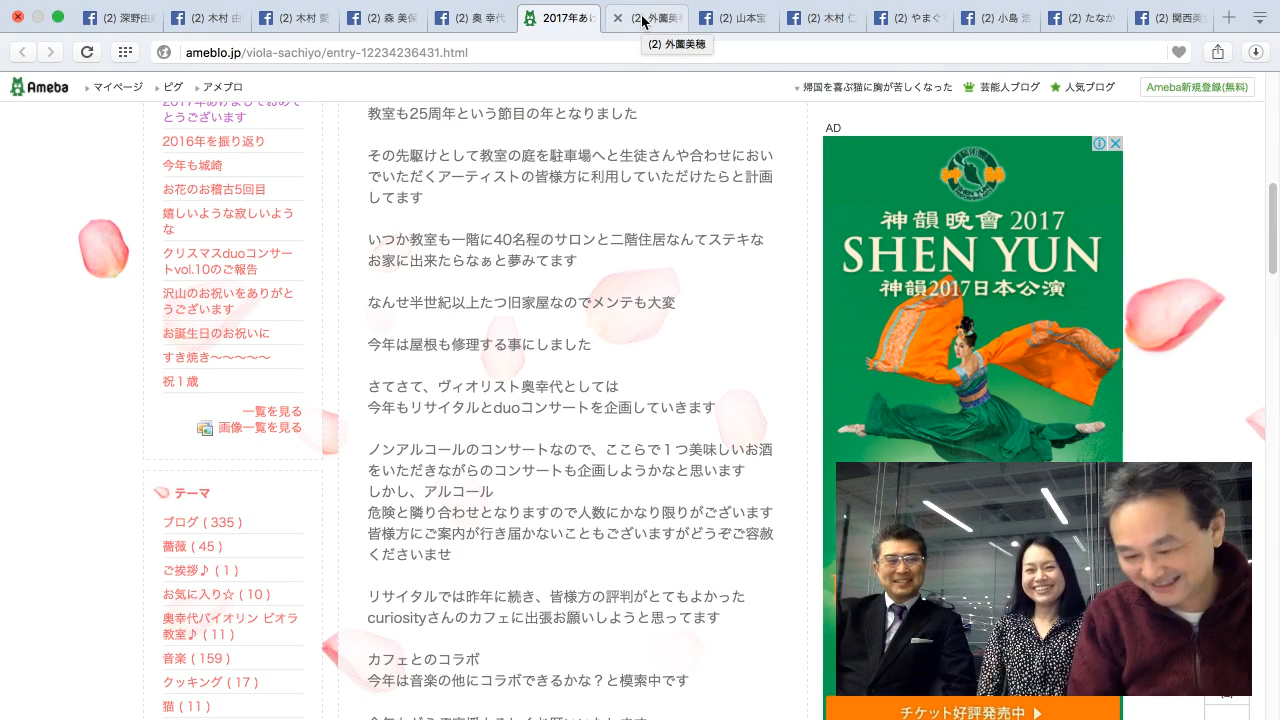 (2) 深野由
(2) 木村
(2) 木村 愛
(2) 森 美保
(2) 奥 幸代
2017年あ
(2) 外薗美穂
(2) 山本宝
(2) 木村
(2) やまぐ
(2) 小島
(2) たなか
(2) 関西美
ameblo.jp/viola-sachiyo/entry-12234236431.html
(2) 外薗美穂
Ameba
マイページ
ピグ
アメブロ
帰国を喜ぶ猫に胸が苦しくなった
芸能人ブログ
人気ブログ
Ameba新規登録(無料)
2017年あけましておめで
とうございます
2016年を振り返り
今年も城崎
お花のお稽古5回目
嬉しいような寂しいよう
な
クリスマスduoコンサー
トvol.10のご報告
沢山のお祝いをありがと
うございます
お誕生日のお祝いに
すき焼き〜〜〜〜〜
祝１歳
一覧を見る
画像一覧を見る
テーマ
ブログ ( 335 )
薔薇 ( 45 )
ご挨拶♪ ( 1 )
お気に入り☆ ( 10 )
奥幸代バイオリン ビオラ
教室♪ ( 11 )
音楽 ( 159 )
クッキング ( 17 )
猫 ( 11 )
教室も25周年という節目の年となりました
その先駆けとして教室の庭を駐車場へと生徒さんや合わせにおい
でいただくアーティストの皆様方に利用していただけたらと計画
してます
いつか教室も一階に40名程のサロンと二階住居なんてステキな
お家に出来たらなぁと夢みてます
なんせ半世紀以上たつ旧家屋なのでメンテも大変
今年は屋根も修理する事にしました
さてさて、ヴィオリスト奥幸代としては
今年もリサイタルとduoコンサートを企画していきます
ノンアルコールのコンサートなので、ここらで１つ美味しいお酒
をいただきながらのコンサートも企画しようかなと思います
しかし、アルコール
危険と隣り合わせとなりますので人数にかなり限りがございます
皆様方にご案内が行き届かないこともございますがどうぞご容赦
くださいませ
リサイタルでは昨年に続き、皆様方の評判がとてもよかった
curiosityさんのカフェに出張お願いしようと思ってます
カフェとのコラボ
今年は音楽の他にコラボできるかな？と模索中です
AD
SHEN YUN
神韻晚會 2017
SHEN YUN
神韻2017日本公演
チケット好評発売中